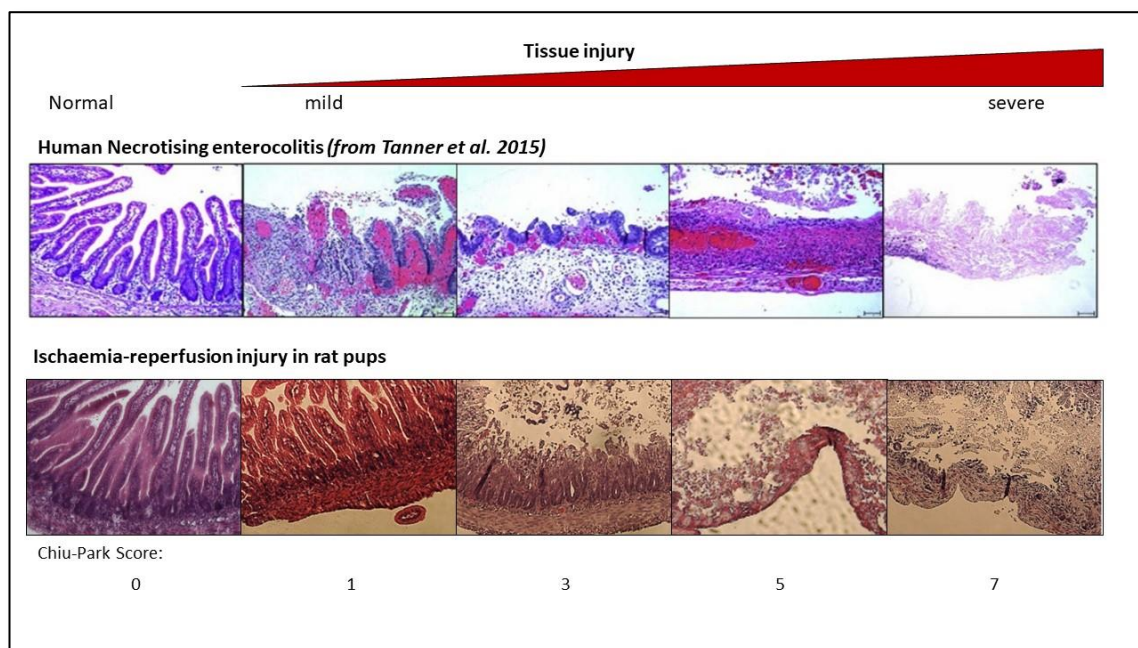 Tissue injury
Normal mild severe
Human Necrotising enterocolitis (from Tanner et al. 2015)
Ischaemia-reperfusion injury in rat pups
Chiu-Park Score:
0 1 3 5 7